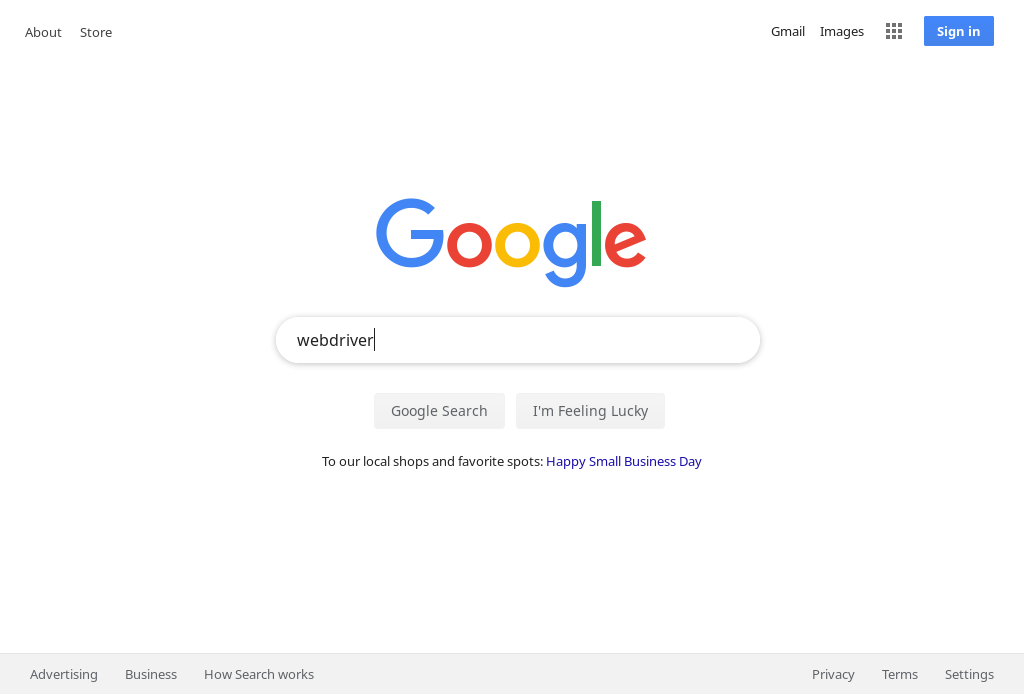 About Store Gmail Images Sign in
Google
webdriver
Google Search I'm Feeling Lucky
To our local shops and favorite spots: Happy Small Business Day
Advertising Business How Search works Privacy Terms Settings